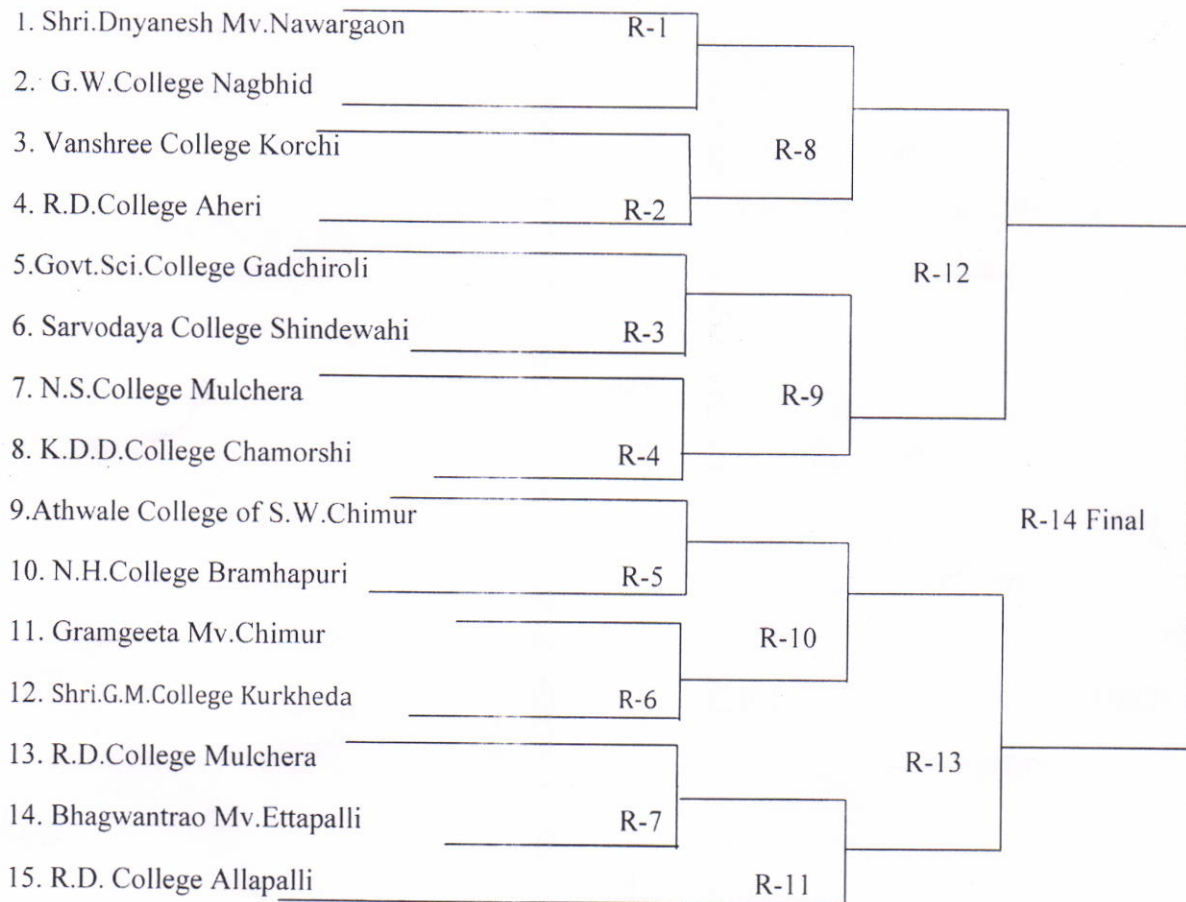 1. Shri.Dnyanesh Mv.Nawargaon R-1
2. G.W.College Nagbhid
3. Vanshree College Korchi R-8
4. R.D.College Aheri R-2
5.Govt.Sci.College Gadchiroli R-12
6. Sarvodaya College Shindewahi R-3
7. N.S.College Mulchera R-9
8. K.D.D.College Chamorshi R-4
9.Athwale College of S.W.Chimur R-14 Final
10. N.H.College Bramhapuri R-5
11. Gramgeeta Mv.Chimur R-10
12. Shri.G.M.College Kurkheda R-6
13. R.D.College Mulchera R-13
14. Bhagwantrao Mv.Ettapalli R-7
15. R.D. College Allapalli R-11